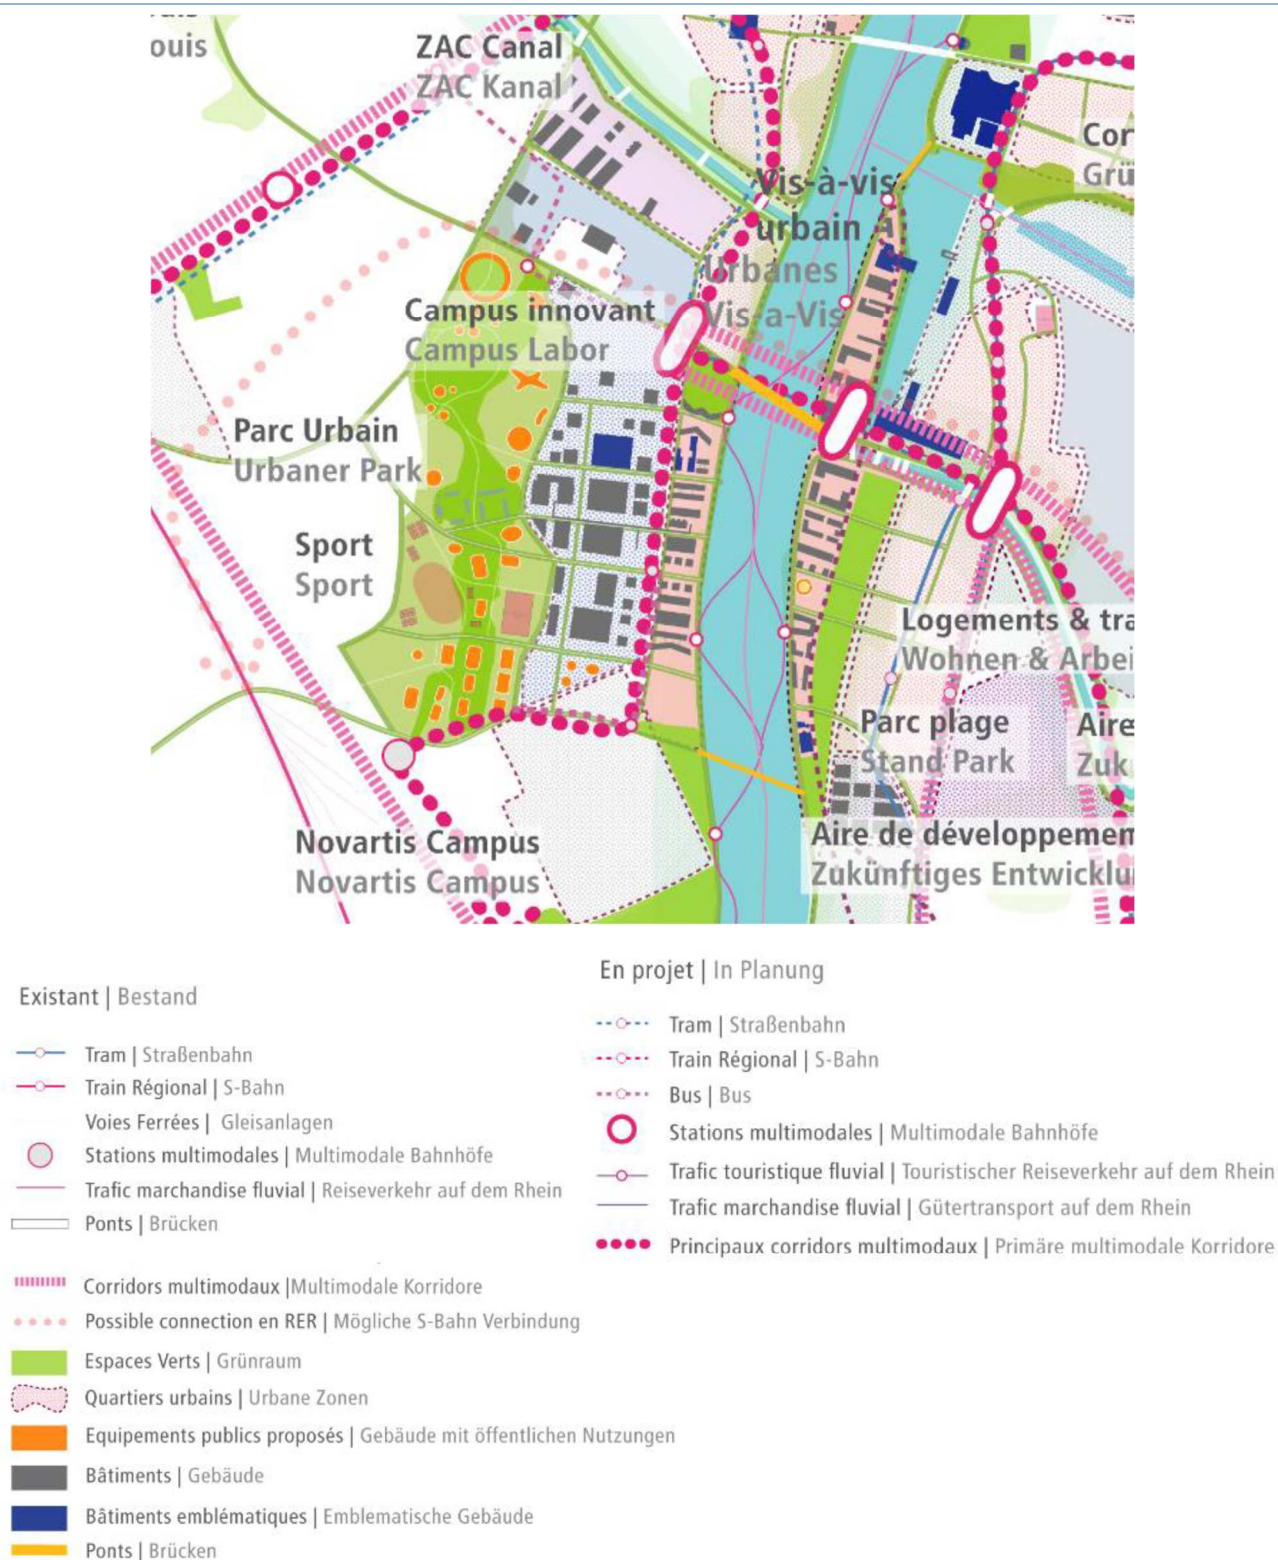 ouis
ZAC Canal
ZAC Kanal
Cor
Grü
Vis-à-vis
urbain
Urbanes
Vis-a-Vis
Campus innovant
Campus Labor
Parc Urbain
Urbaner Park
Sport
Sport
Logements & tra
Wohnen & Arbei
Parc plage
Stand Park
Aire
Zuk
Novartis Campus
Novartis Campus
Aire de développemen
Zukünftiges Entwicklu
Existant | Bestand
Tram | Straßenbahn
Train Régional | S-Bahn
Voies Ferrées | Gleisanlagen
Stations multimodales | Multimodale Bahnhöfe
Trafic marchandise fluvial | Reiseverkehr auf dem Rhein
Ponts | Brücken
En projet | In Planung
Tram | Straßenbahn
Train Régional | S-Bahn
Bus | Bus
Stations multimodales | Multimodale Bahnhöfe
Trafic touristique fluvial | Touristischer Reiseverkehr auf dem Rhein
Trafic marchandise fluvial | Gütertransport auf dem Rhein
Principaux corridors multimodaux | Primäre multimodale Korridore
Corridors multimodaux |Multimodale Korridore
Possible connection en RER | Mögliche S-Bahn Verbindung
Espaces Verts | Grünraum
Quartiers urbains | Urbane Zonen
Equipements publics proposés | Gebäude mit öffentlichen Nutzungen
Bâtiments | Gebäude
Bâtiments emblématiques | Emblematische Gebäude
Ponts | Brücken